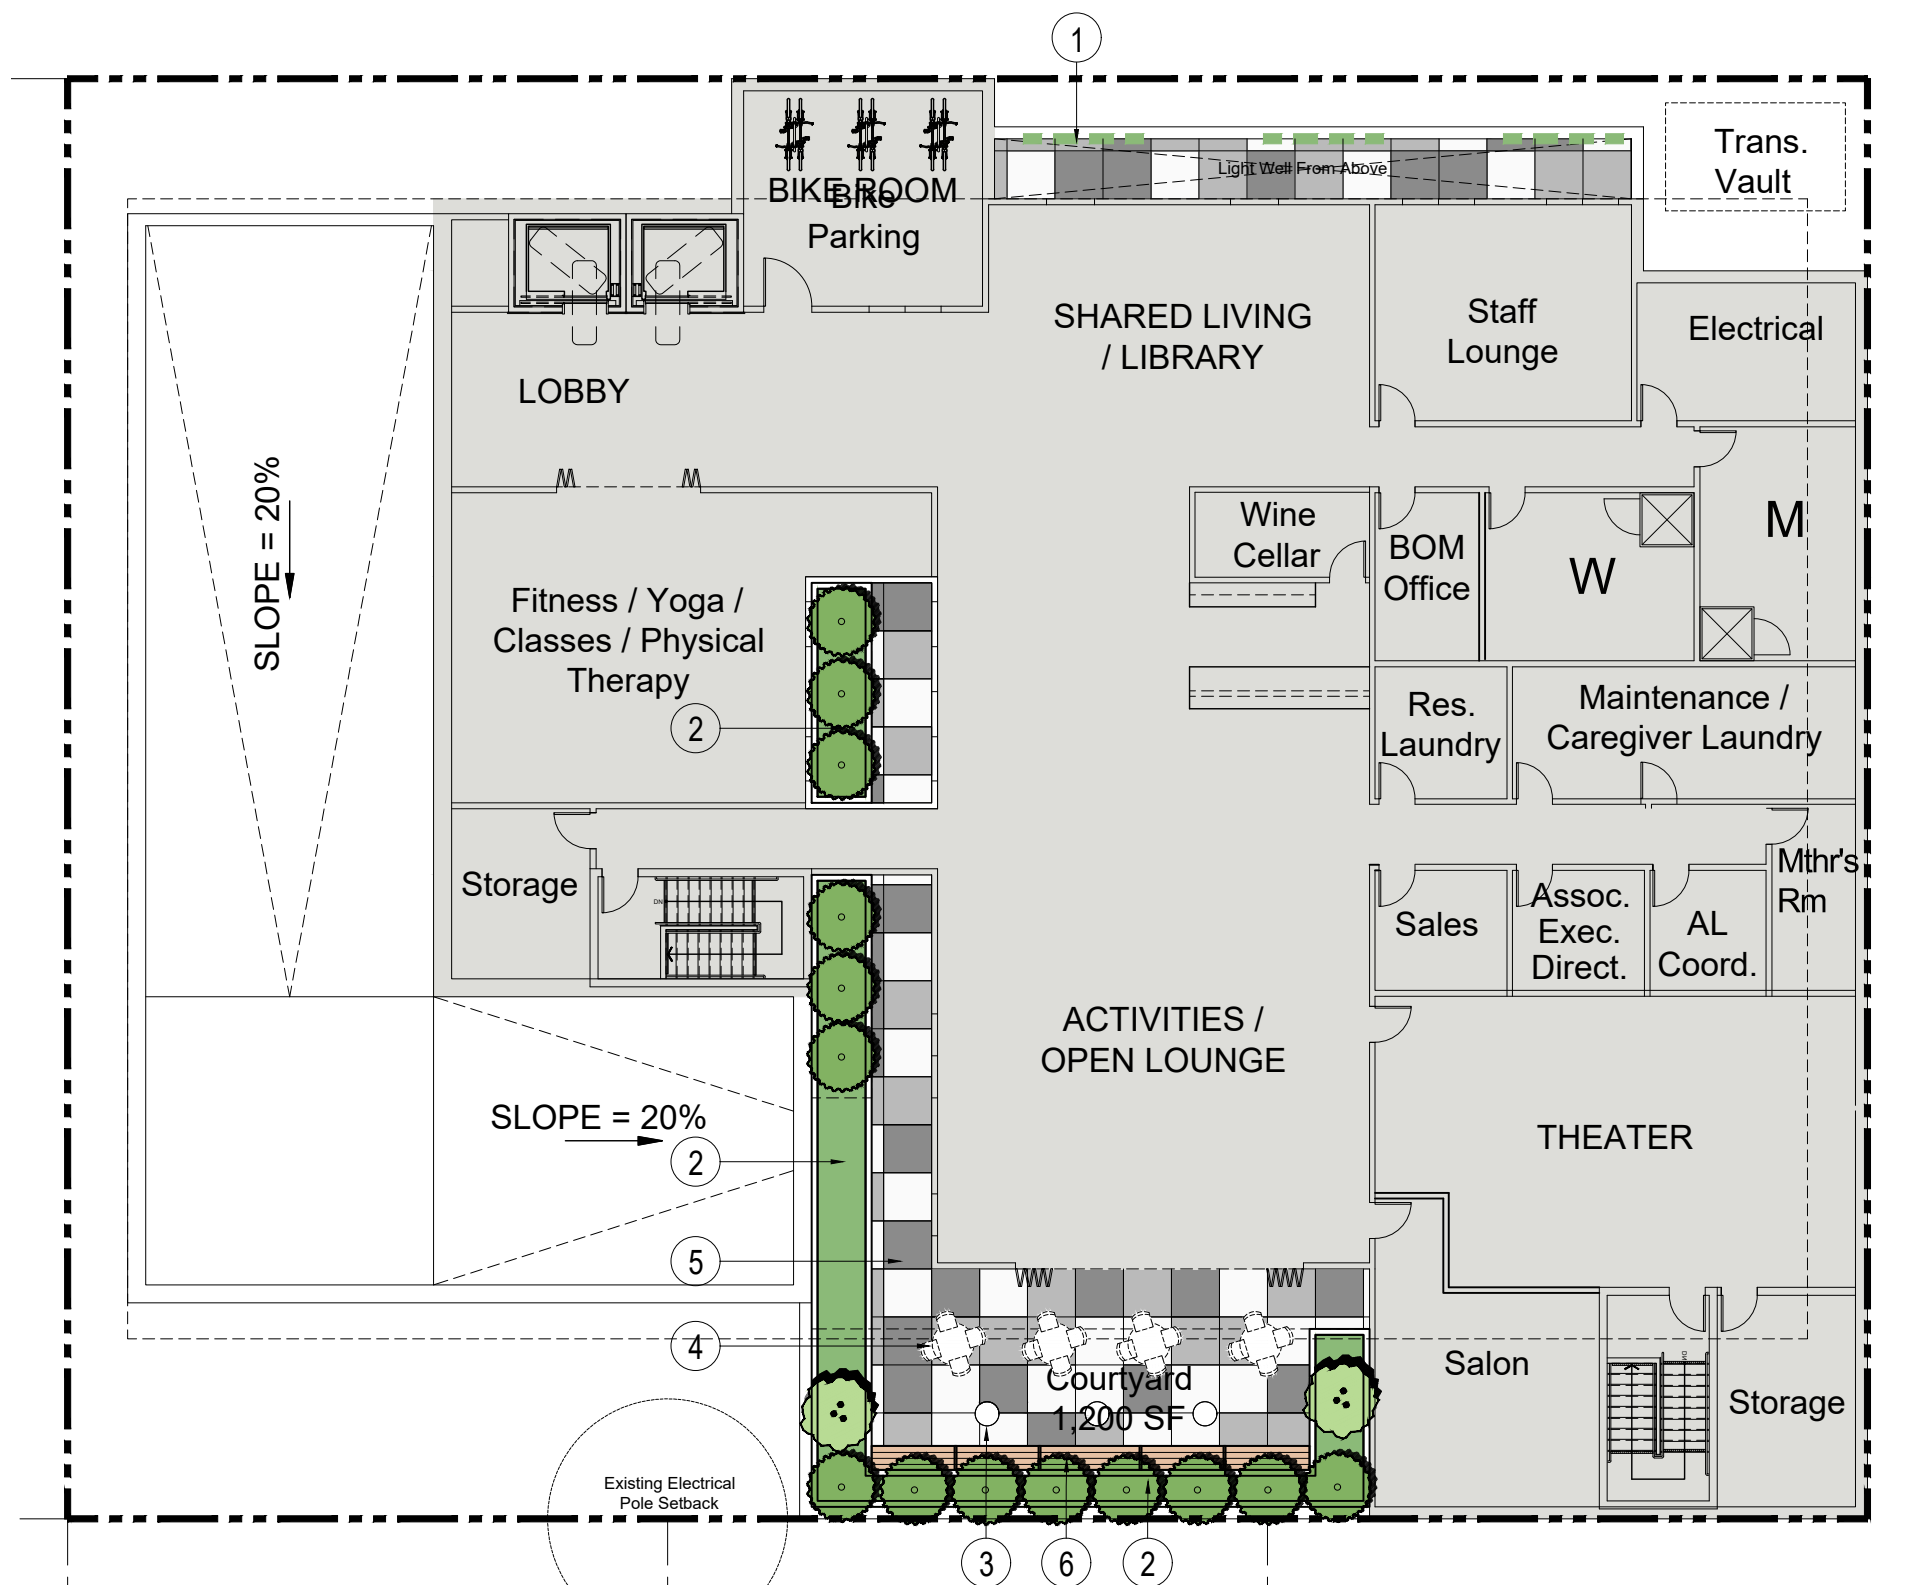 1
Trans.
Vault
Light Well From Above
BIKE ROOM
Bike
Parking
SHARED LIVING
/ LIBRARY
Staff
Lounge
Electrical
LOBBY
SLOPE = 20%
Wine
Cellar
BOM
Office
W
M
Fitness / Yoga /
Classes / Physical
Therapy
2
Res.
Laundry
Maintenance /
Caregiver Laundry
Storage
DN
Sales
Assoc.
Exec.
Direct.
AL
Coord.
Mthr's
Rm
ACTIVITIES /
OPEN LOUNGE
SLOPE = 20%
2
THEATER
5
4
Courtyard
1,200 SF
Salon
DN
Storage
Existing Electrical
Pole Setback
3
6
2